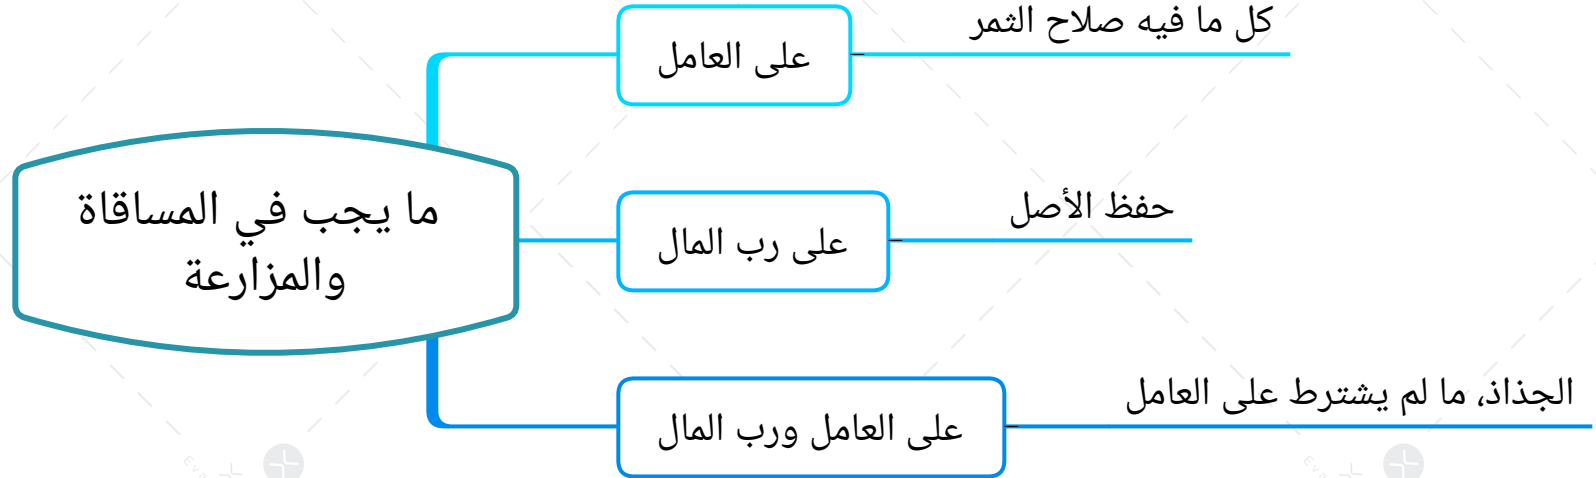 ما يجب في المساقاة
والمزارعة
على العامل
كل ما فيه صلاح الثمر
على رب المال
حفظ الأصل
على العامل ورب المال
الجذاذ، ما لم يشترط على العامل